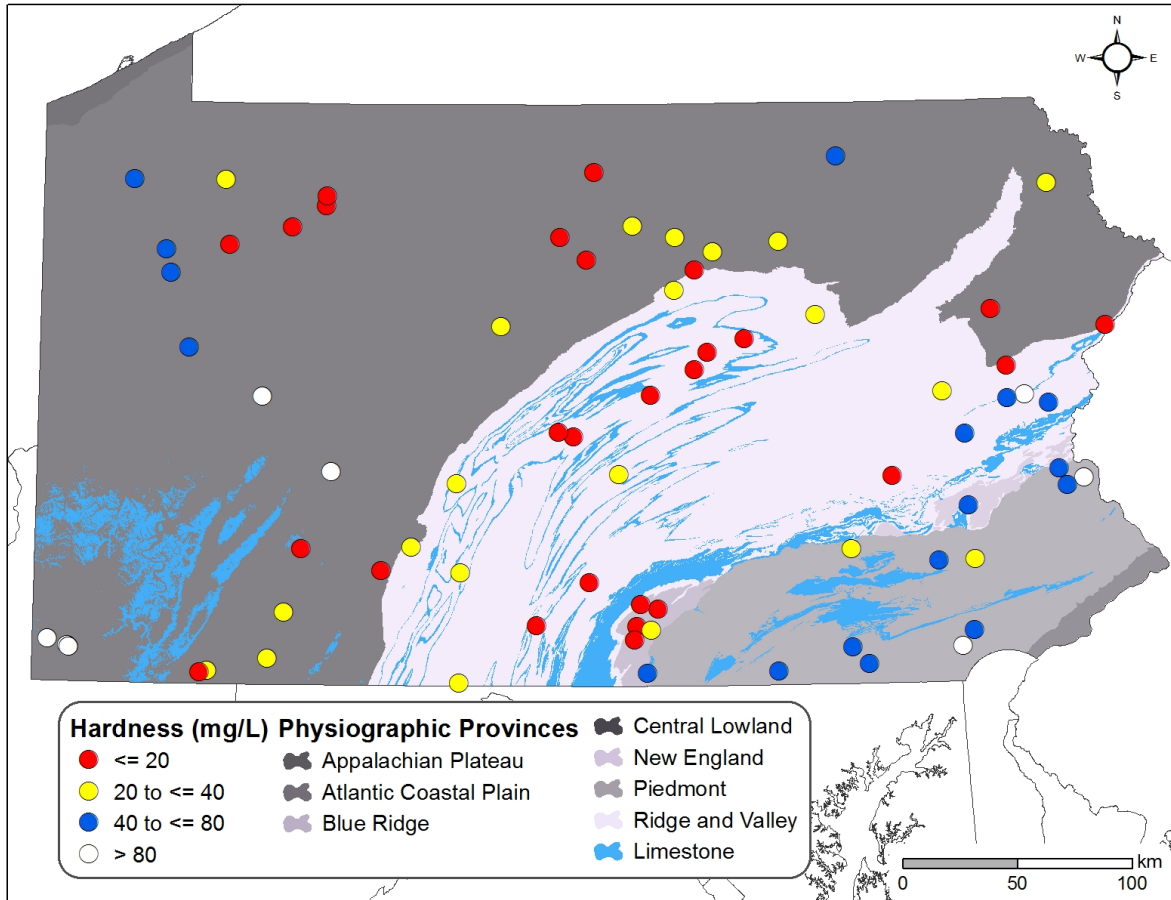 N
W E
S
Hardness (mg/L)
<= 20
20 to <= 40
40 to <= 80
> 80
Physiographic Provinces
Appalachian Plateau
Atlantic Coastal Plain
Blue Ridge
Central Lowland
New England
Piedmont
Ridge and Valley
Limestone
km
0 50 100